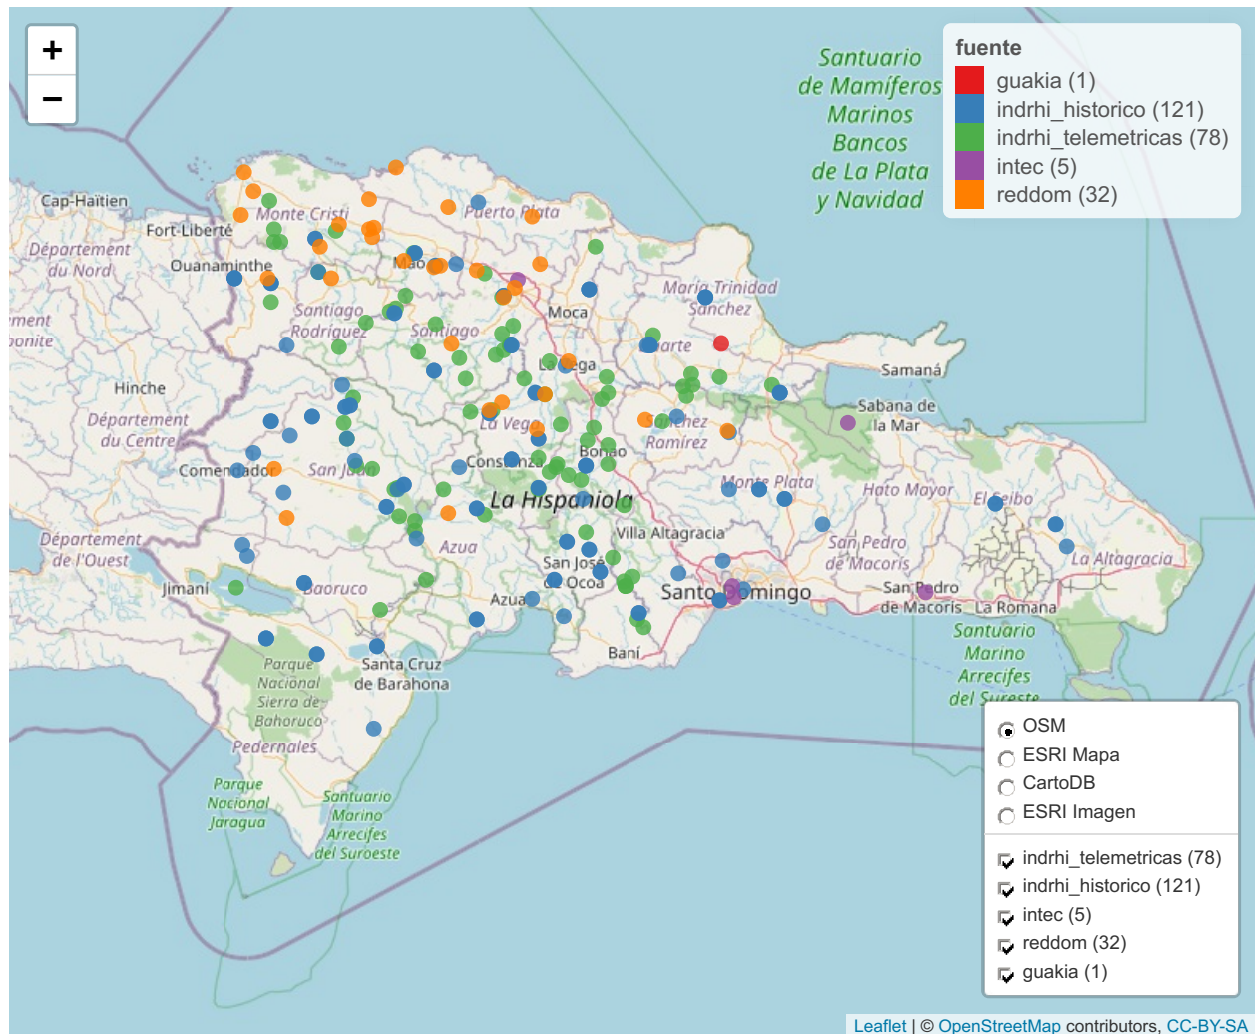 +
−
Santuario
de Mamíferos
Marinos
Bancos
de La Plata
y Navidad
fuente
guakia (1)
indrhi_historico (121)
indrhi_telemetricas (78)
intec (5)
reddom (32)
Cap-Haïtien
Fort-Liberté
Monte Cristi
Puerto Plata
Département
du Nord
Ouanaminthe
Mao
María Trinidad
Sánchez
Santiago
Rodríguez
Santiago
Moca
La Vega
Samaná
Hinche
Département
du Centre
La Vega
Sánchez
Ramírez
Sabana de
la Mar
Comendador
San Juan
Constanza
Bonao
Monte Plata
Hato Mayor
El Seibo
La Hispaniola
Villa Altagracia
Département
de l'Ouest
Azua
San Pedro
de Macorís
La Altagracia
Jimaní
Baoruco
San José
de Ocoa
Azua
Santo Domingo
San Pedro
de Macorís
La Romana
Baní
Santuario
Marino
Arrecifes
del Sureste
Parque
Nacional
Sierra de
Bahoruco
Santa Cruz
de Barahona
Pedernales
Parque
Nacional
Jaragua
Santuario
Marino
Arrecifes
del Suroeste
OSM
ESRI Mapa
CartoDB
ESRI Imagen
indrhi_telemetricas (78)
indrhi_historico (121)
intec (5)
reddom (32)
guakia (1)
Leaflet | © OpenStreetMap contributors, CC-BY-SA